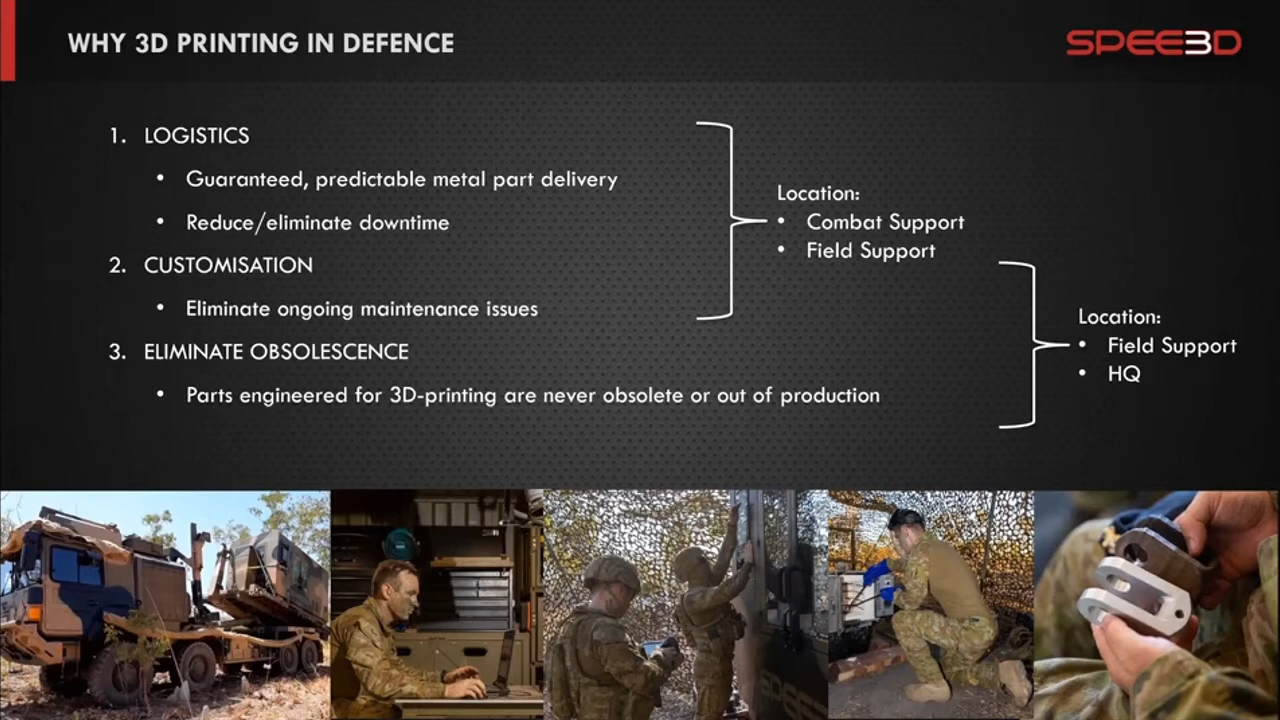 WHY 3D PRINTING IN DEFENCE
SPEE3D
1. LOGISTICS
• Guaranteed, predictable metal part delivery
• Reduce/eliminate downtime
2. CUSTOMISATION
• Eliminate ongoing maintenance issues
3. ELIMINATE OBSOLESCENCE
• Parts engineered for 3D-printing are never obsolete or out of production
Location:
• Combat Support
• Field Support
Location:
• Field Support
• HQ